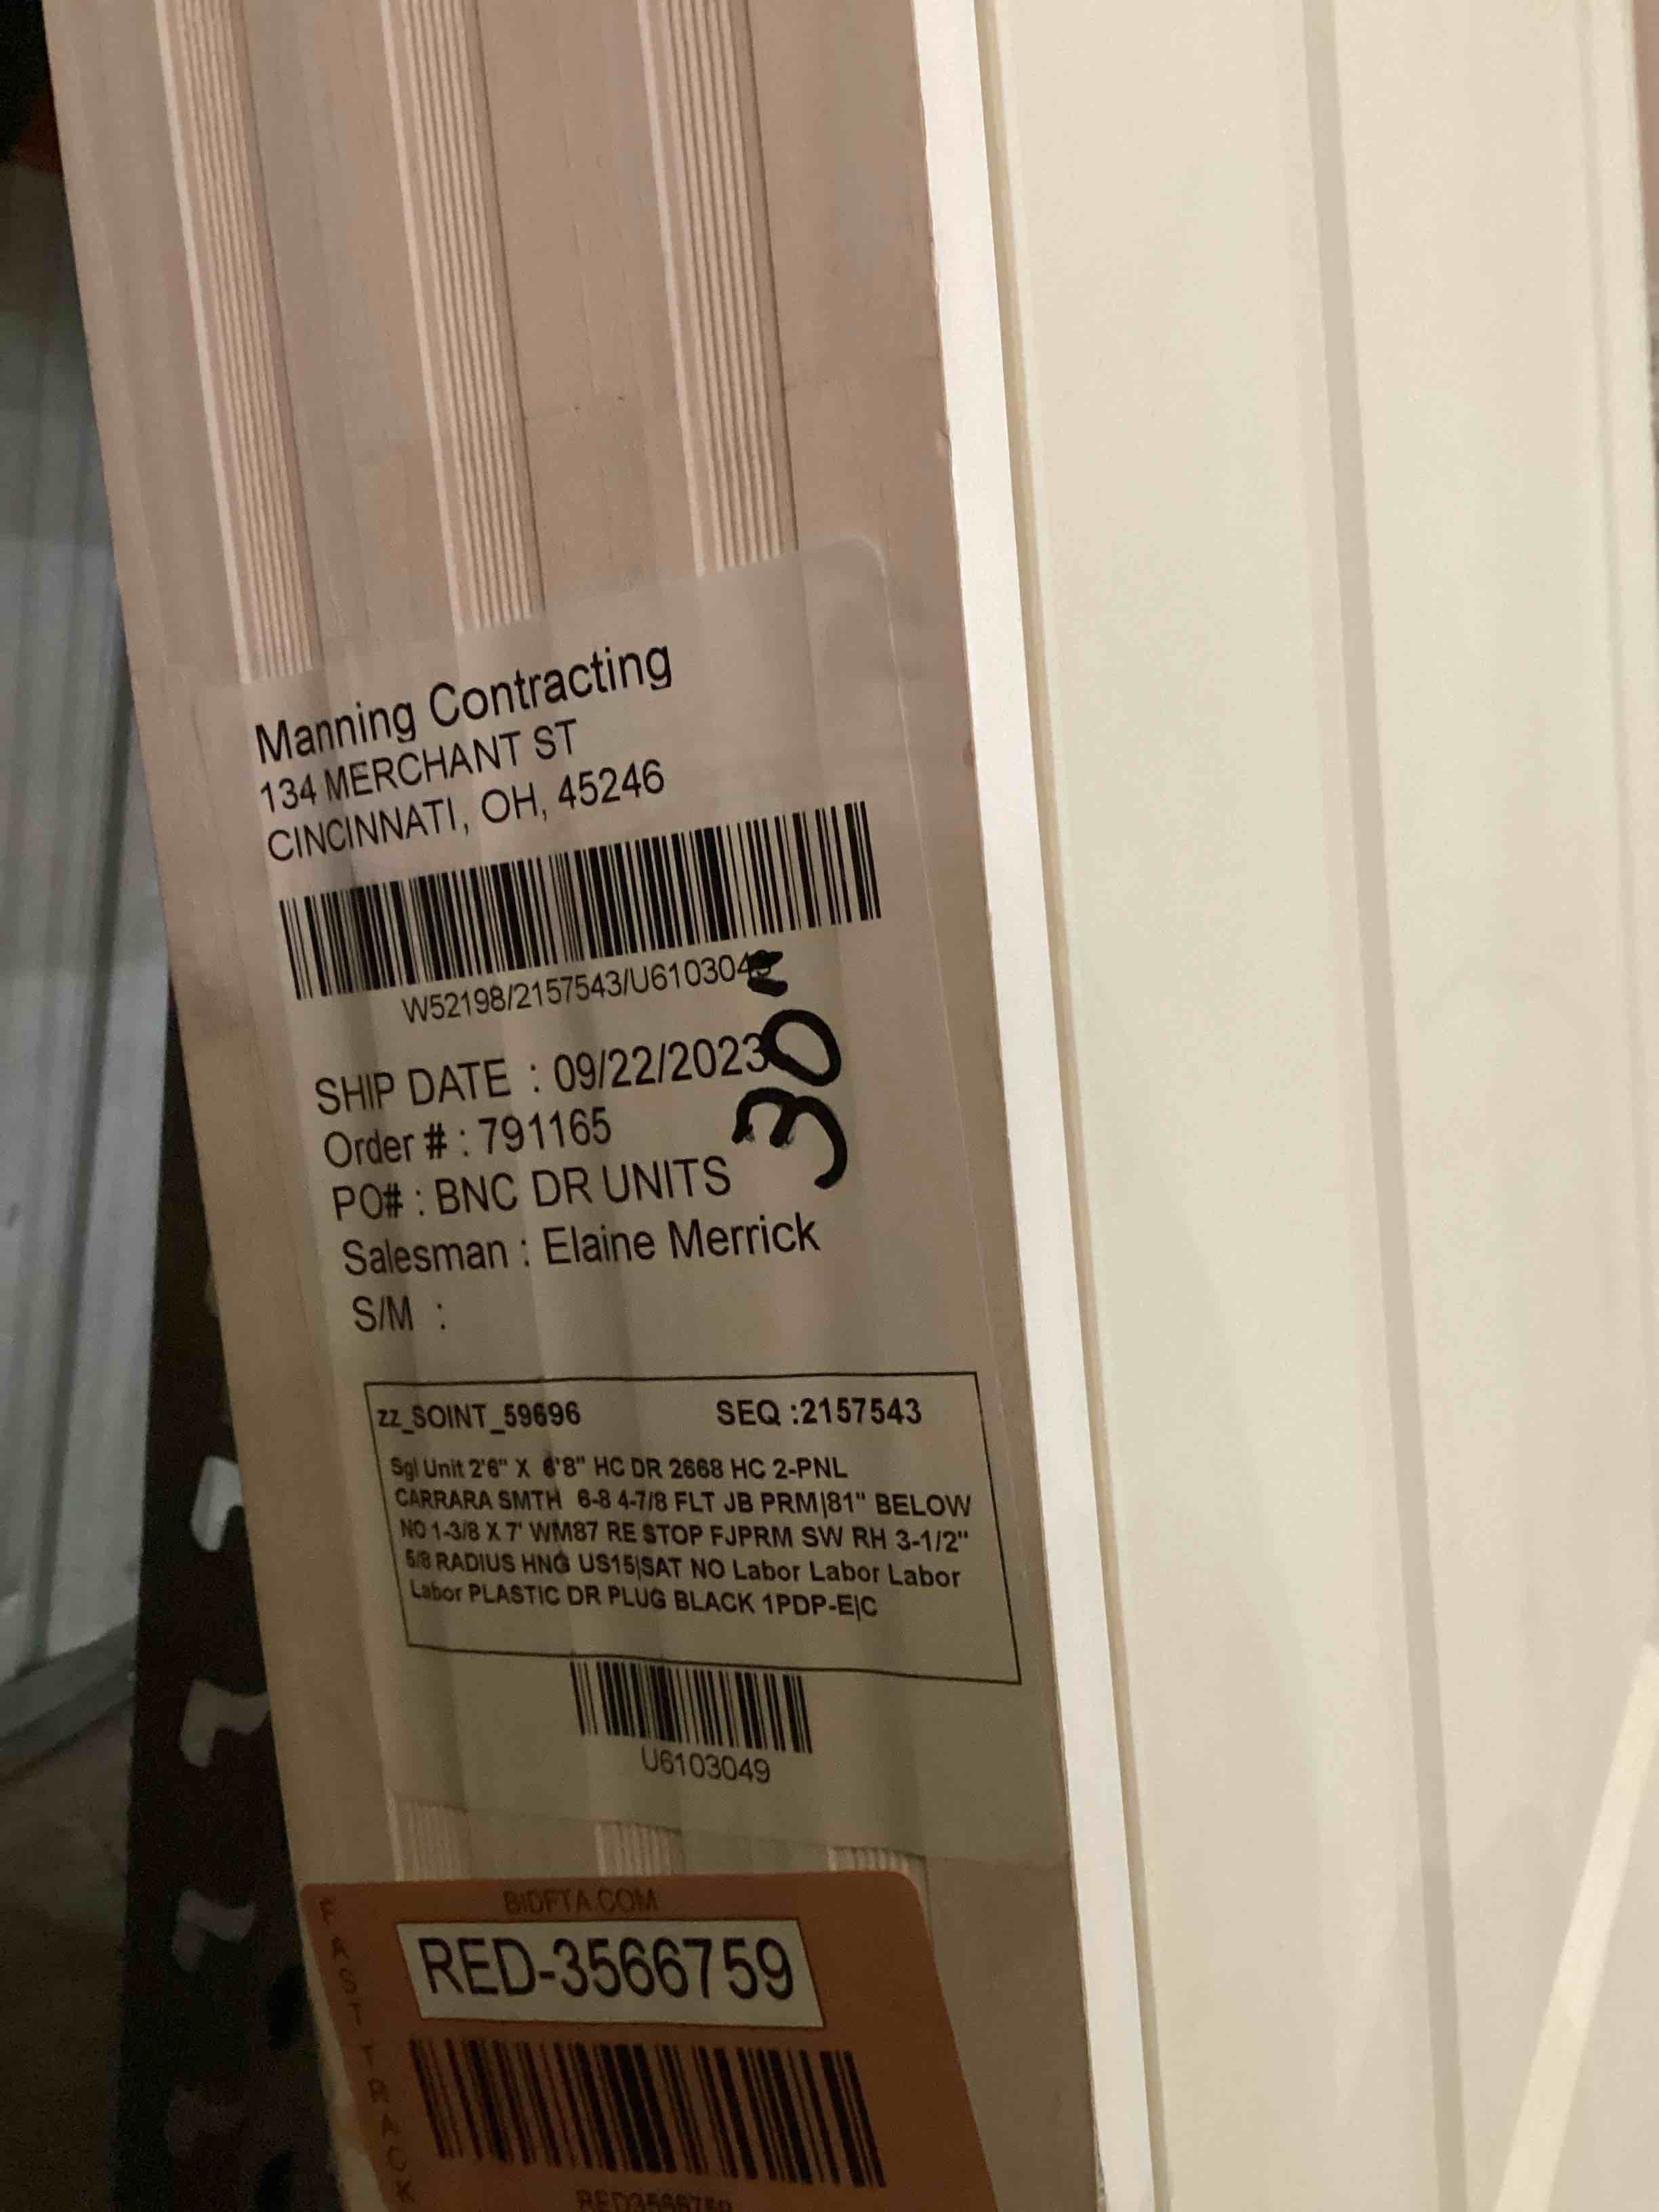 Manning Contracting
134 MERCHANT ST
CINCINNATI, OH, 45246
W52198/2157543/U6103049
SHIP DATE : 09/22/2023
Order # : 791165
PO# : BNC DR UNITS
Salesman : Elaine Merrick
S/M :
30
zz_SOINT_59696 SEQ :2157543
Sgl Unit 2'6" X 6'8" HC DR 2668 HC 2-PNL
CARRARA SMTH 6-8 4-7/8 FLT JB PRM|81" BELOW
NO 1-3/8 X 7' WM87 RE STOP FJPRM SW RH 3-1/2"
5/8 RADIUS HNG US15|SAT NO Labor Labor Labor
Labor PLASTIC DR PLUG BLACK 1PDP-E|C
U6103049
BIDFTA.COM
FAST TRACK
RED-3566759
RED3566759